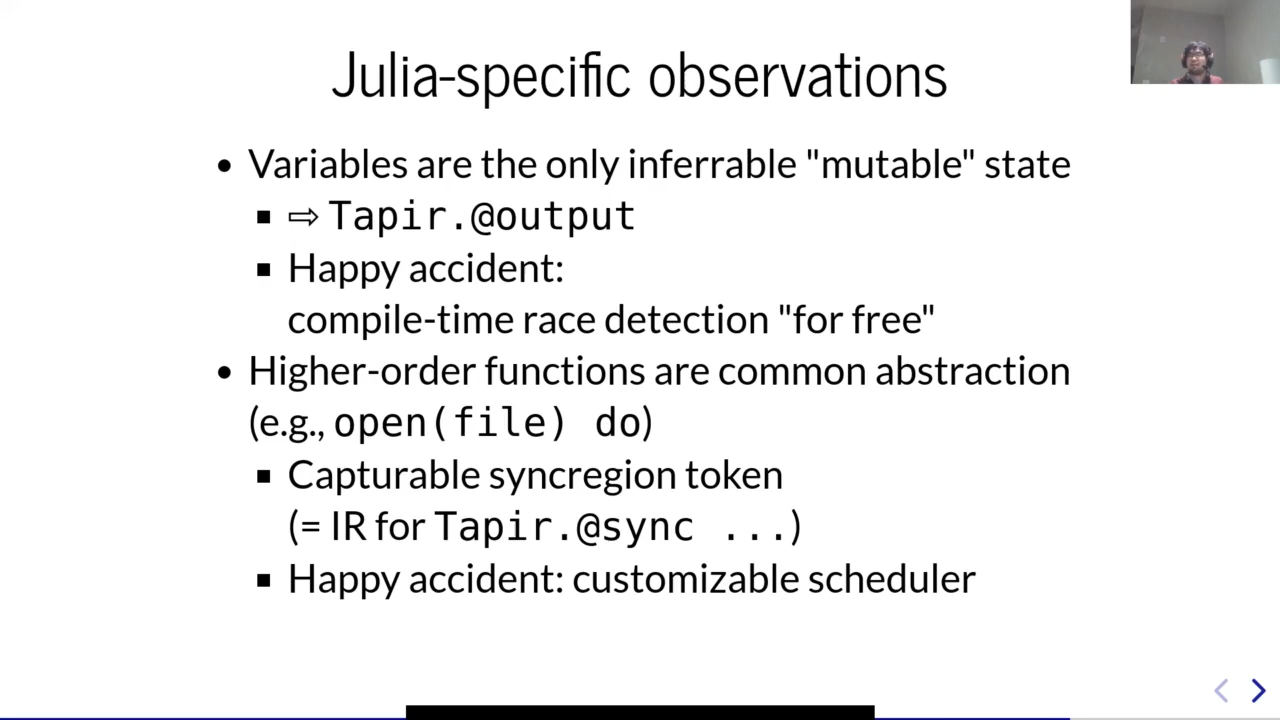 Julia-specific observations
• Variables are the only inferrable "mutable" state
▪ ⇨ Tapir.@output
▪ Happy accident:
compile-time race detection "for free"
• Higher-order functions are common abstraction
(e.g., open(file) do)
▪ Capturable syncregion token
(= IR for Tapir.@sync ...)
▪ Happy accident: customizable scheduler